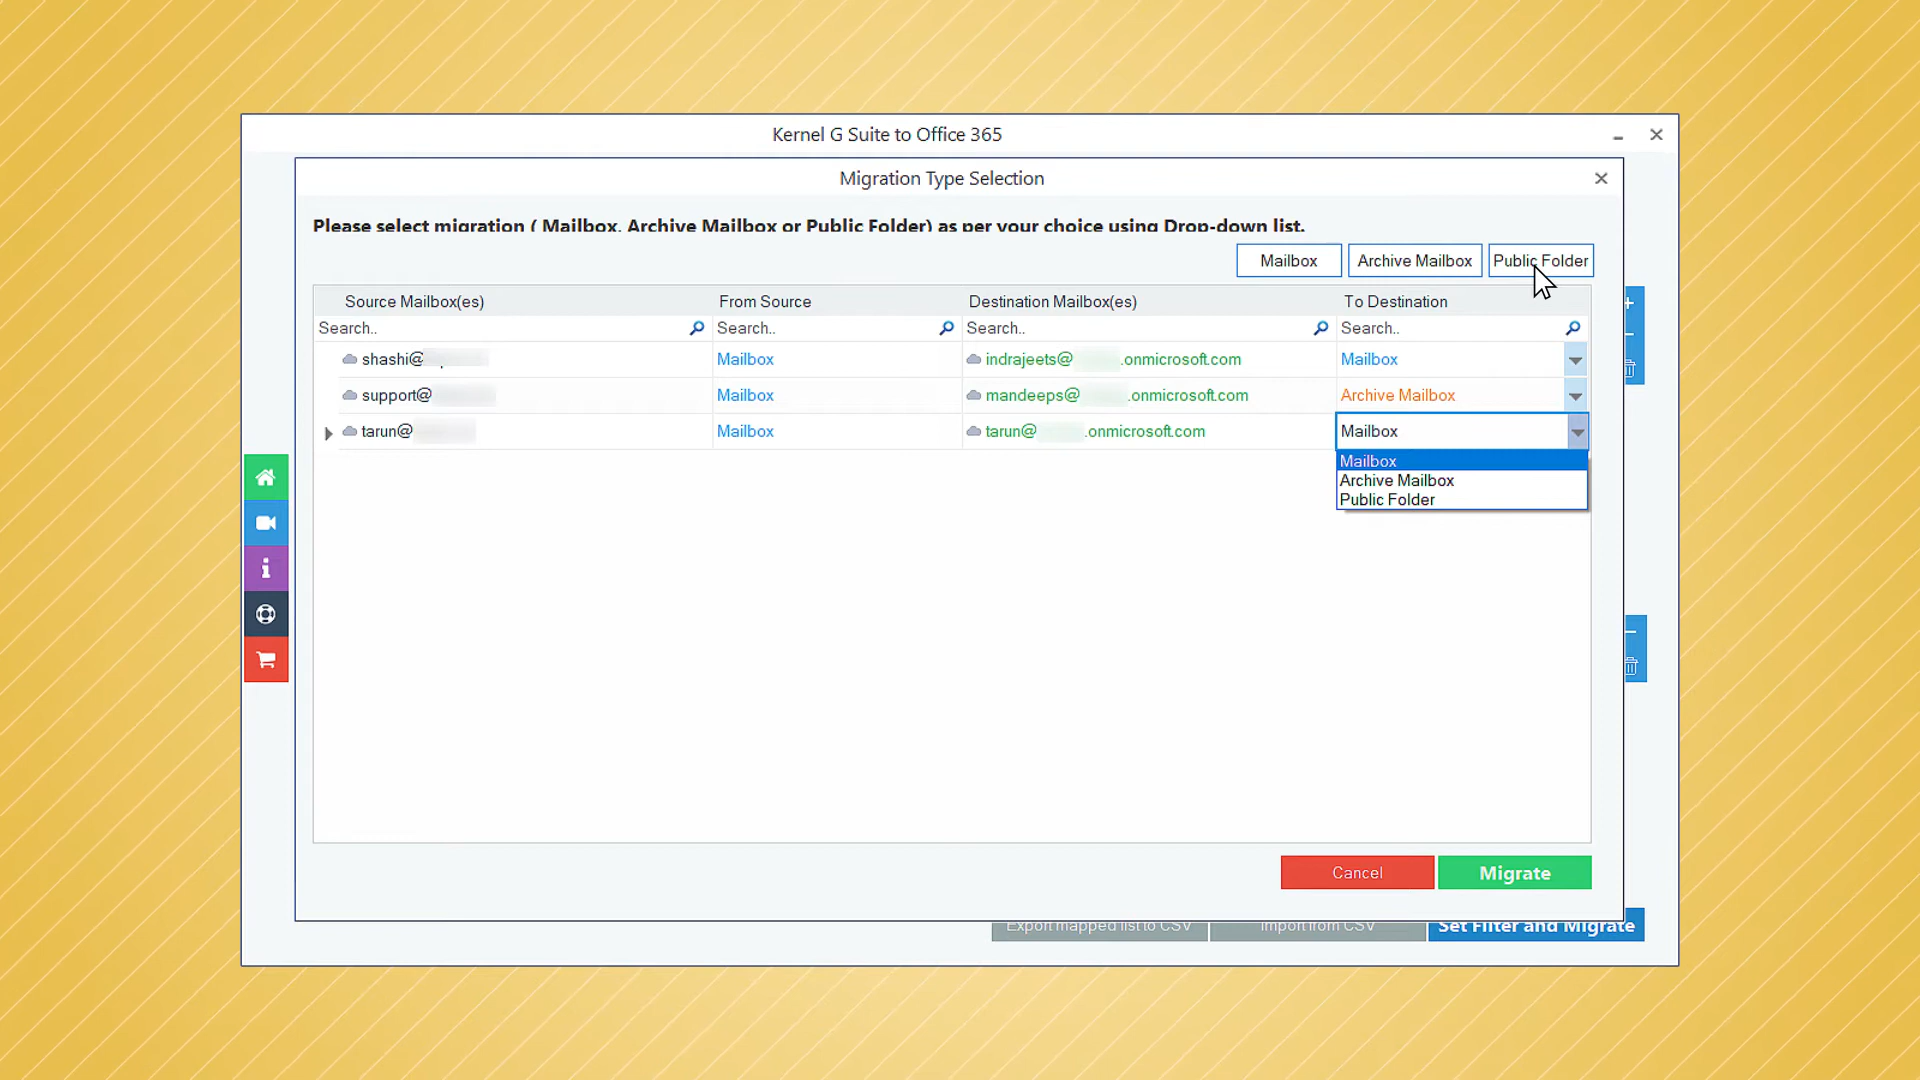 Kernel G Suite to Office 365
Migration Type Selection
Please select migration ( Mailbox, Archive Mailbox or Public Folder) as per your choice using Drop-down list.
Mailbox Archive Mailbox Public Folder
Source Mailbox(es) From Source Destination Mailbox(es) To Destination
Search.. Search.. Search.. Search..
shashi@ Mailbox indrajeets@ .onmicrosoft.com Mailbox
support@ Mailbox mandeeps@ .onmicrosoft.com Archive Mailbox
tarun@ Mailbox tarun@ .onmicrosoft.com Mailbox
Mailbox
Archive Mailbox
Public Folder
Cancel Migrate
Export mapped list to CSV Import from CSV Set Filter and Migrate